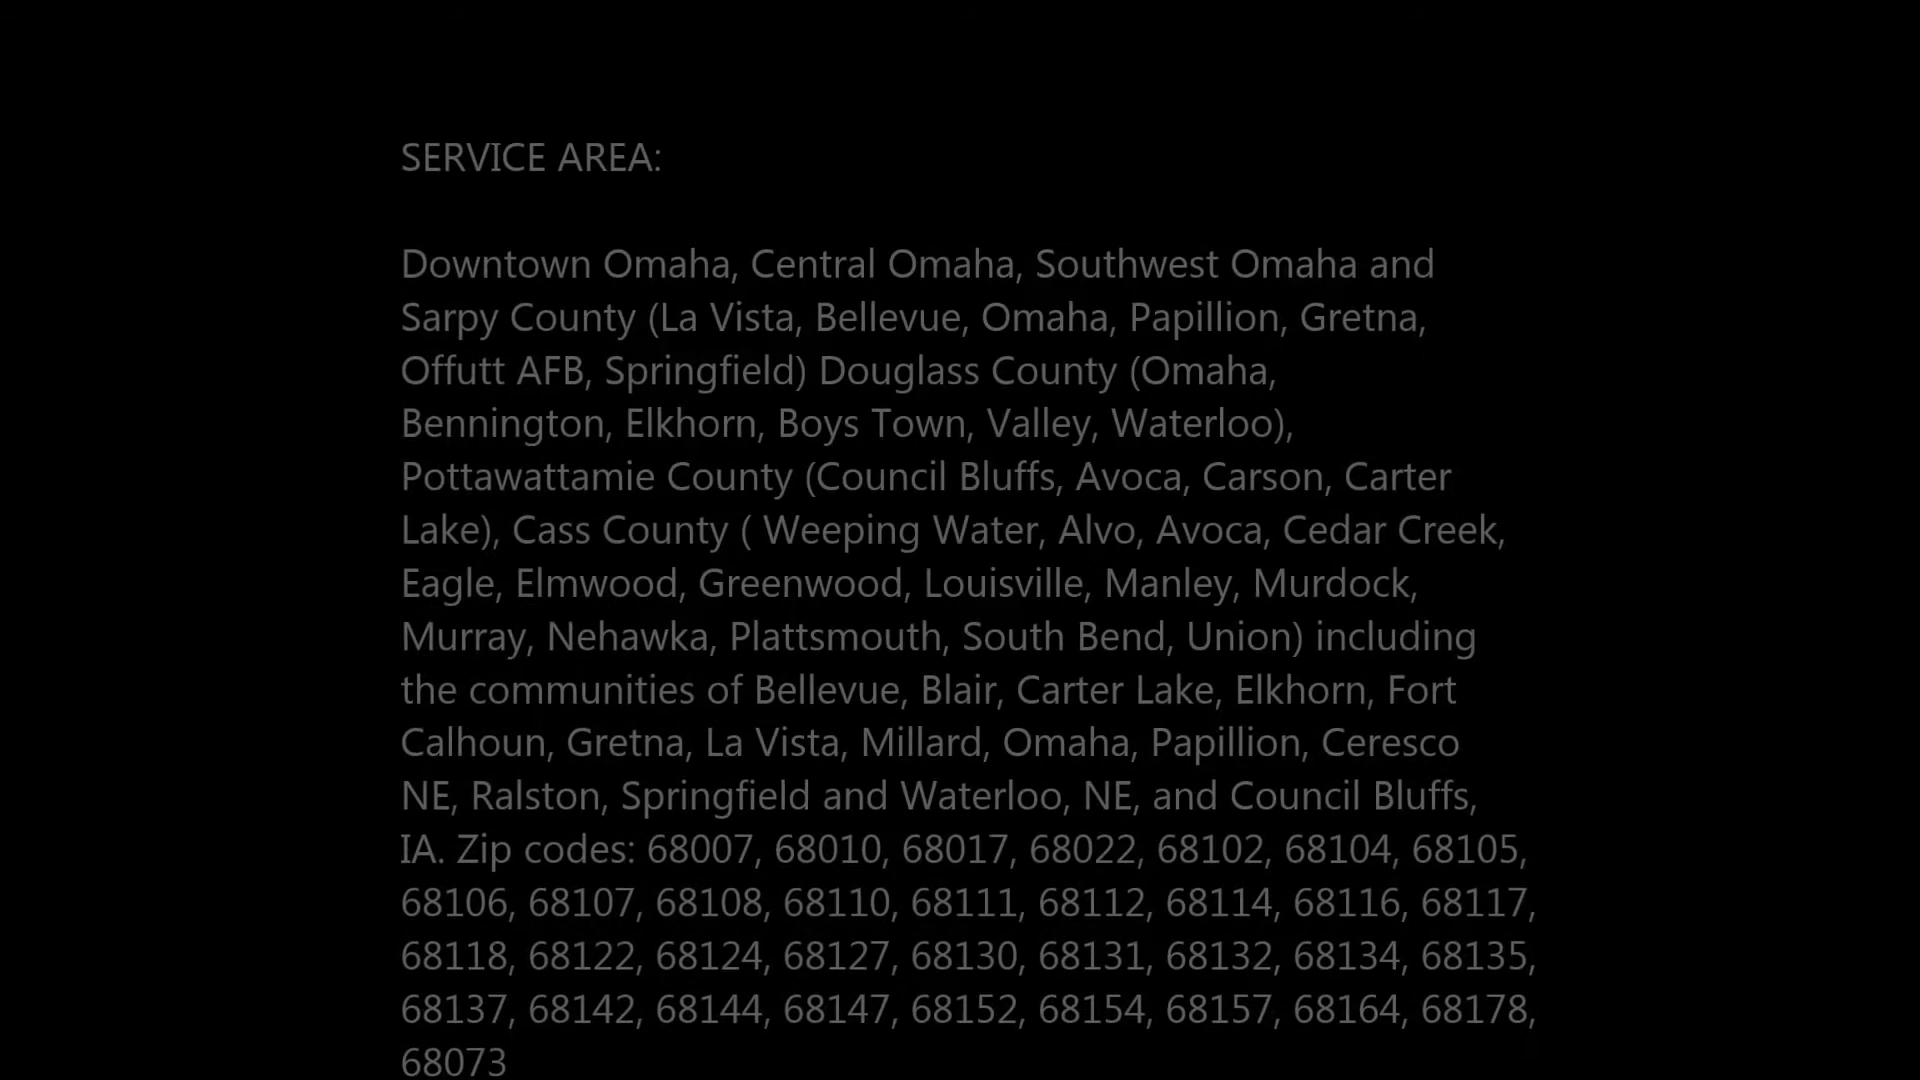 SERVICE AREA:
Downtown Omaha, Central Omaha, Southwest Omaha and
Sarpy County (La Vista, Bellevue, Omaha, Papillion, Gretna,
Offutt AFB, Springfield) Douglass County (Omaha,
Bennington, Elkhorn, Boys Town, Valley, Waterloo),
Pottawattamie County (Council Bluffs, Avoca, Carson, Carter
Lake), Cass County ( Weeping Water, Alvo, Avoca, Cedar Creek,
Eagle, Elmwood, Greenwood, Louisville, Manley, Murdock,
Murray, Nehawka, Plattsmouth, South Bend, Union) including
the communities of Bellevue, Blair, Carter Lake, Elkhorn, Fort
Calhoun, Gretna, La Vista, Millard, Omaha, Papillion, Ceresco
NE, Ralston, Springfield and Waterloo, NE, and Council Bluffs,
IA. Zip codes: 68007, 68010, 68017, 68022, 68102, 68104, 68105,
68106, 68107, 68108, 68110, 68111, 68112, 68114, 68116, 68117,
68118, 68122, 68124, 68127, 68130, 68131, 68132, 68134, 68135,
68137, 68142, 68144, 68147, 68152, 68154, 68157, 68164, 68178,
68073